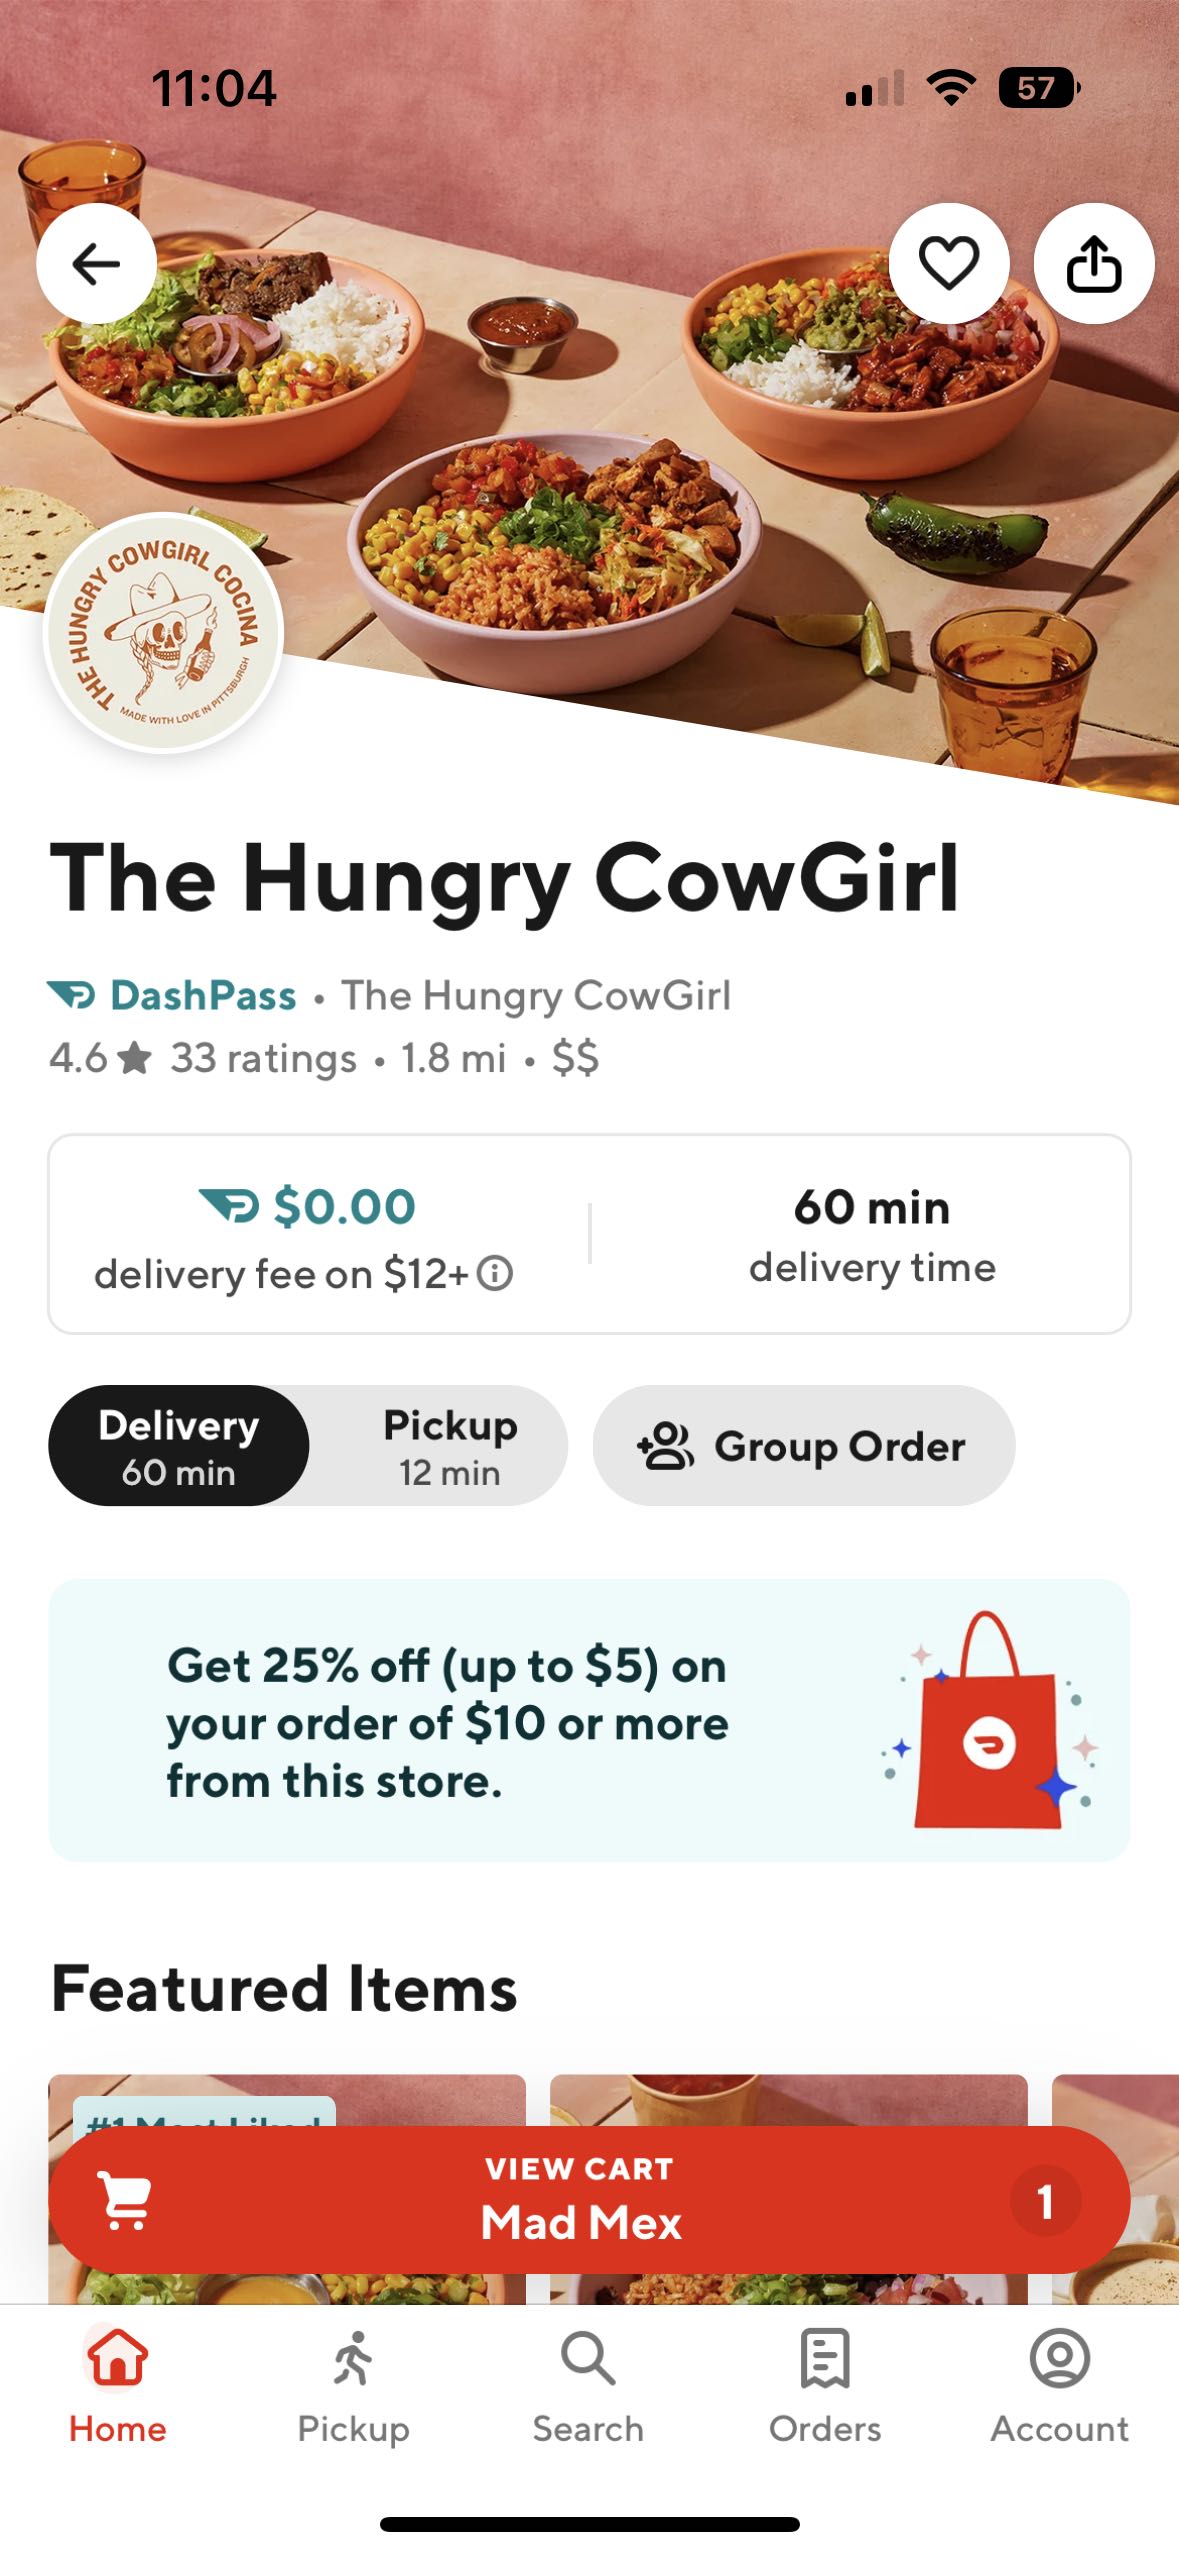 11:04
57
THE HUNGRY COWGIRL COCINA
MADE WITH LOVE IN PITTSBURGH
The Hungry CowGirl
DashPass • The Hungry CowGirl
4.6★ 33 ratings • 1.8 mi • $$
$0.00
delivery fee on $12+
60 min
delivery time
Delivery
60 min
Pickup
12 min
Group Order
Get 25% off (up to $5) on
your order of $10 or more
from this store.
Featured Items
#1 Most Liked
VIEW CART
Mad Mex
1
Home
Pickup
Search
Orders
Account